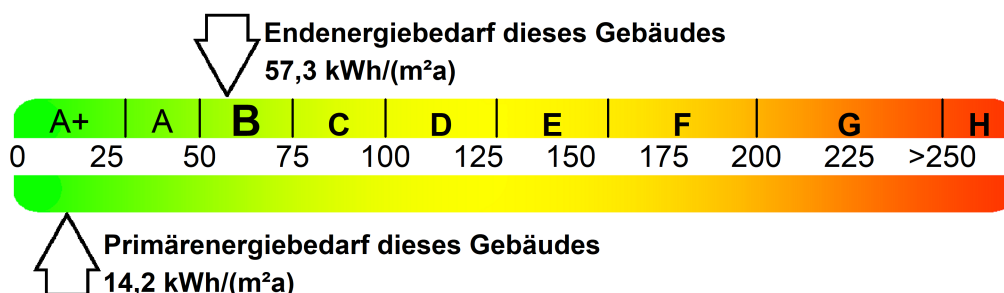 Endenergiebedarf dieses Gebäudes
57,3 kWh/(m²a)
A+ A B C D E F G H
0 25 50 75 100 125 150 175 200 225 >250
Primärenergiebedarf dieses Gebäudes
14,2 kWh/(m²a)